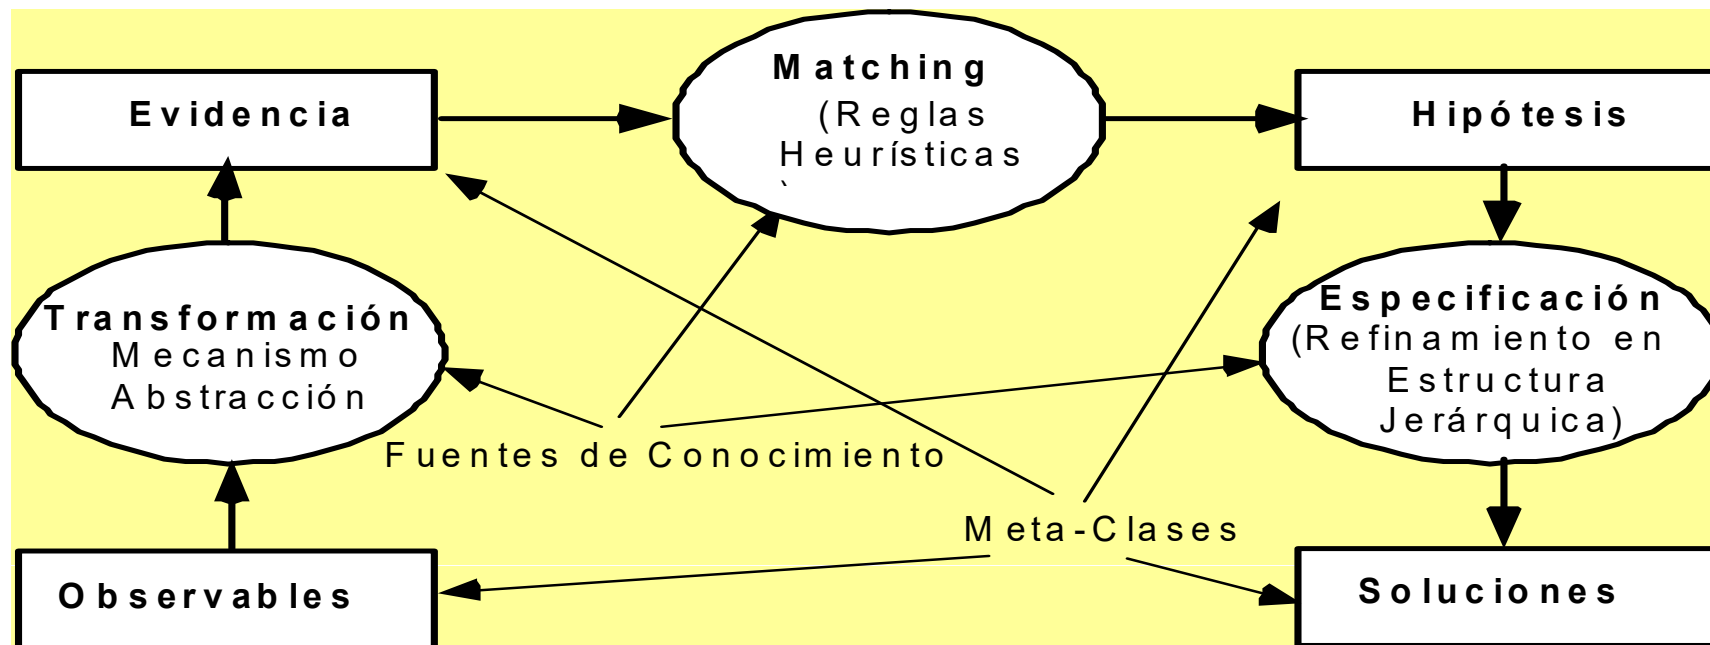 Evidencia
Matching
(Reglas
Heurísticas
`
Hipótesis
Transformación
Mecanismo
Abstracción
Especificación
(Refinamiento en
Estructura
Jerárquica)
Fuentes de Conocimiento
Meta-Clases
Observables
Soluciones